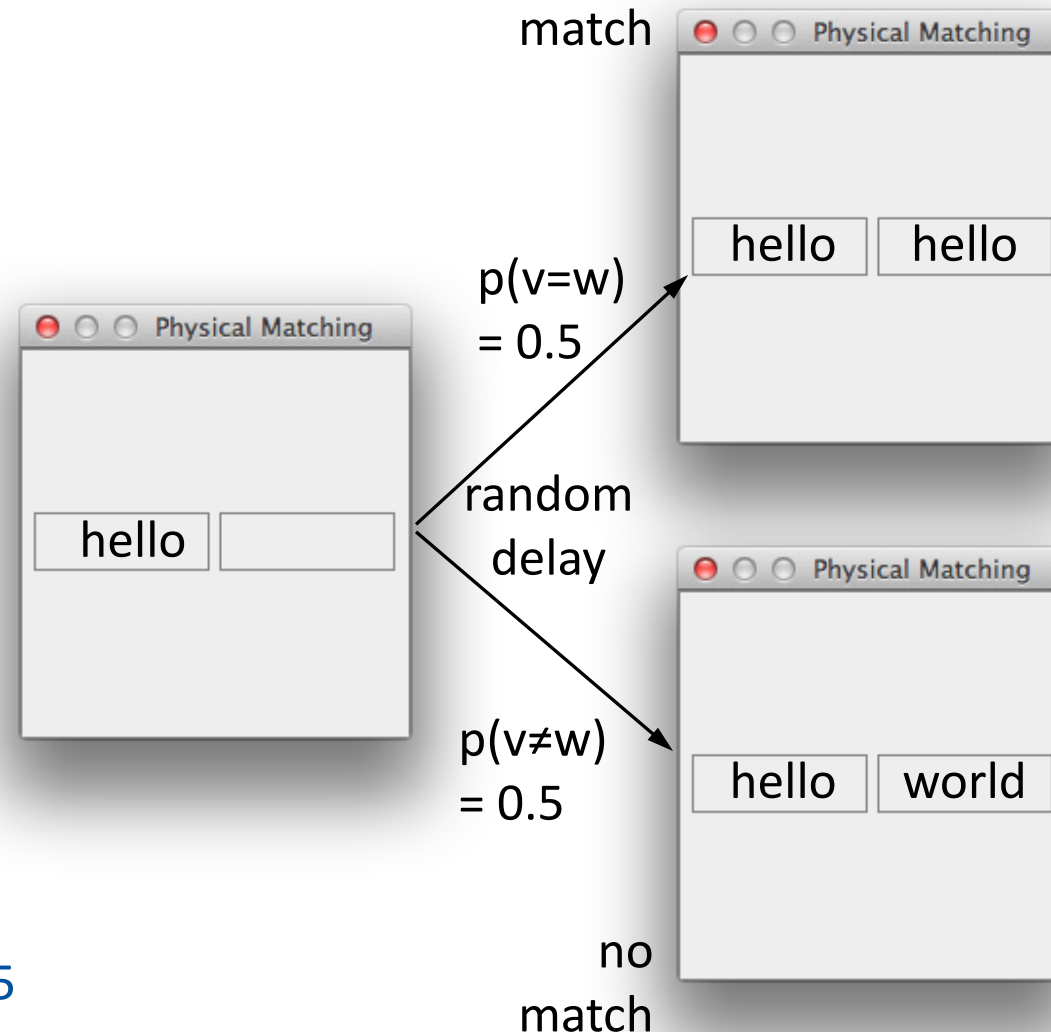 match
Physical Matching
hello hello
p(v=w)
= 0.5
Physical Matching
hello
random
delay
Physical Matching
p(v≠w)
= 0.5
hello world
no
match
5